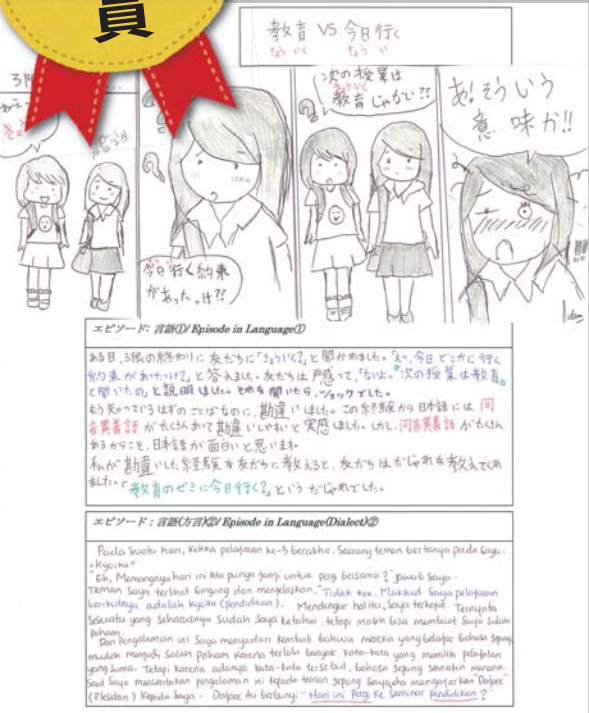 員
教育 VS 今日行く
きょういく きょう い
3限
次の授業は
教育じゃない??
きょういく
あ!そういう
意味か!!
今日行く約束
があったっけ??
エピソード: 言語①/ Episode in Language①
ある日、3限の終わりに友だちに「きょういく?」と聞かれました。「えっ、今日どこかに行く
約束があったっけ?」と答えました。友だちは戸惑って、「ないよ。次の授業は教育?
と聞いたの」と説明しました。それを聞いたら、ショックでした。
もう知っているはずのことばなのに、勘違いしました。この経験から日本語には 同
音異義語がたくさんあって勘違いしやすいと実感しました。しかし、同音異義語がたくさん
あるからこそ、日本語が面白いと思います。
私が勘違いした経験を友だちに教えると、友だちはだじゃれを教えてくれ
ました。「教育のゼミに今日行く?」というだじゃれでした。
エピソード : 言語(方言)②/ Episode in Language(Dialect)②
Pada suatu hari, ketika pelajaran ke-3 berakhir. Seorang teman bertanya pada saya.
"Kyoiku"
"Eh, Memangnya hari ini kita punya janji untuk pergi bersama?" jawab Saya.
Teman Saya terlihat bingung dan menjelaskan. "Tidak kok. Maksud Saya pelajaran
berikutnya adalah kyoiku (pendidikan). Mendengar hal itu, Saya terkejut. Ternyata
sesuatu yang seharusnya sudah Saya ketahui, tetapi masih bisa membuat Saya salah
paham.
Dari Pengalaman ini Saya menyadari kembali bahwa mereka yang belajar bahasa Jepang
mudah menjadi salah paham karena terlalu banyak kata-kata yang memiliki pelafalan
yang sama. Tetapi karena adanya kata-kata tersebut, bahasa Jepang semakin menarik.
Saat Saya menceritakan pengalaman ini kepada teman Jepang Saya, dia mengajarkan "Dajare"
(Plesetan) kepada saya. Dajare itu berbunyi "Hari ini Pergi ke Seminar Pendidikan?"